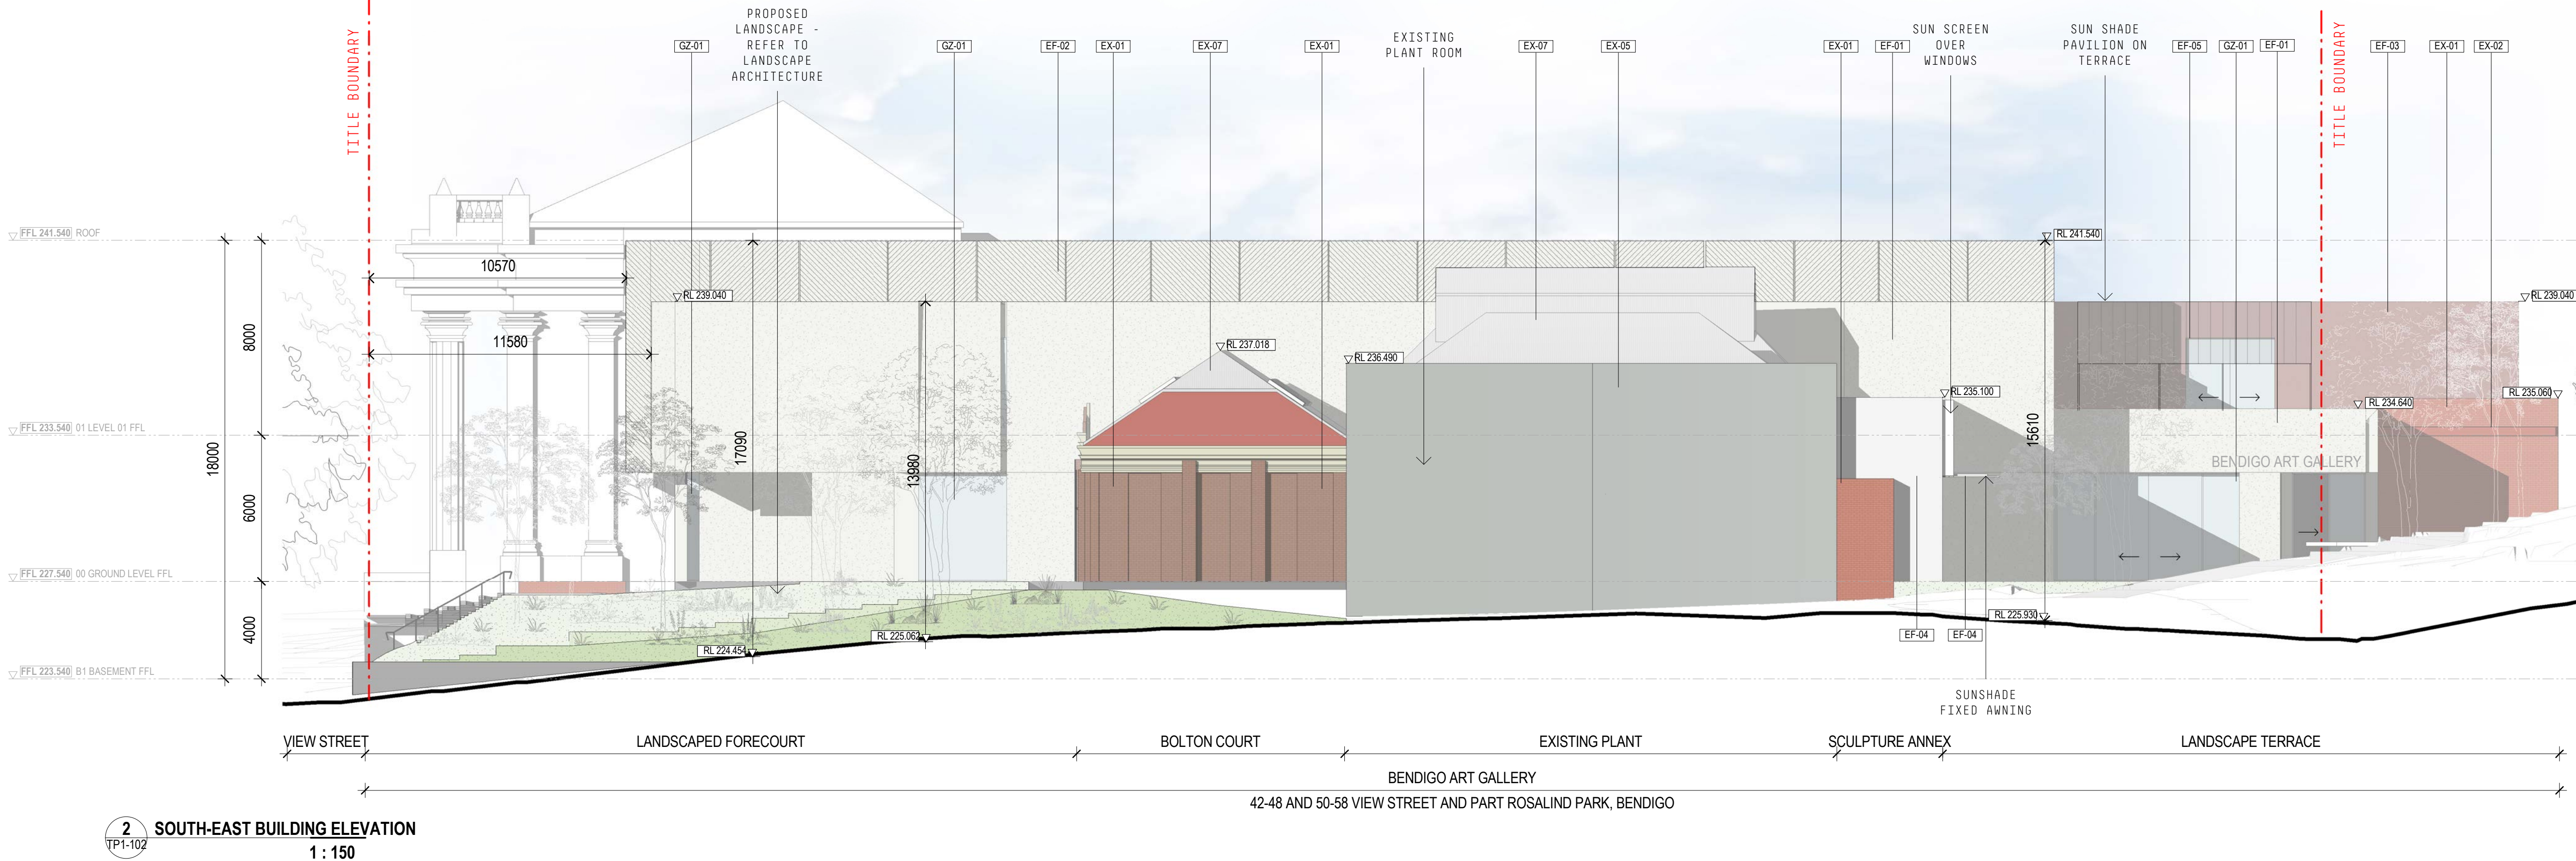 PROPOSED
LANDSCAPE -
REFER TO
LANDSCAPE
ARCHITECTURE
TITLE BOUNDARY
GZ-01
GZ-01
EF-02
EX-01
EX-07
EX-01
EXISTING
PLANT ROOM
EX-07
EX-05
EX-01
EF-01
SUN SCREEN
OVER
WINDOWS
SUN SHADE
PAVILION ON
TERRACE
EF-05
GZ-01
EF-01
TITLE BOUNDARY
EF-03
EX-01
EX-02
FFL 241.540 ROOF
RL 241.540
10570
RL 239.040
RL 239.040
8000
11580
RL 237.018
RL 236.490
RL 235.100
RL 235.060
RL 234.640
FFL 233.540 01 LEVEL 01 FFL
18000
17090
13980
15610
BENDIGO ART GALLERY
6000
FFL 227.540 00 GROUND LEVEL FFL
4000
RL 225.930
RL 225.062
RL 224.454
EF-04
EF-04
FFL 223.540 B1 BASEMENT FFL
SUNSHADE
FIXED AWNING
VIEW STREET
LANDSCAPED FORECOURT
BOLTON COURT
EXISTING PLANT
SCULPTURE ANNEX
LANDSCAPE TERRACE
BENDIGO ART GALLERY
42-48 AND 50-58 VIEW STREET AND PART ROSALIND PARK, BENDIGO
2 SOUTH-EAST BUILDING ELEVATION
TP1-102
1 : 150